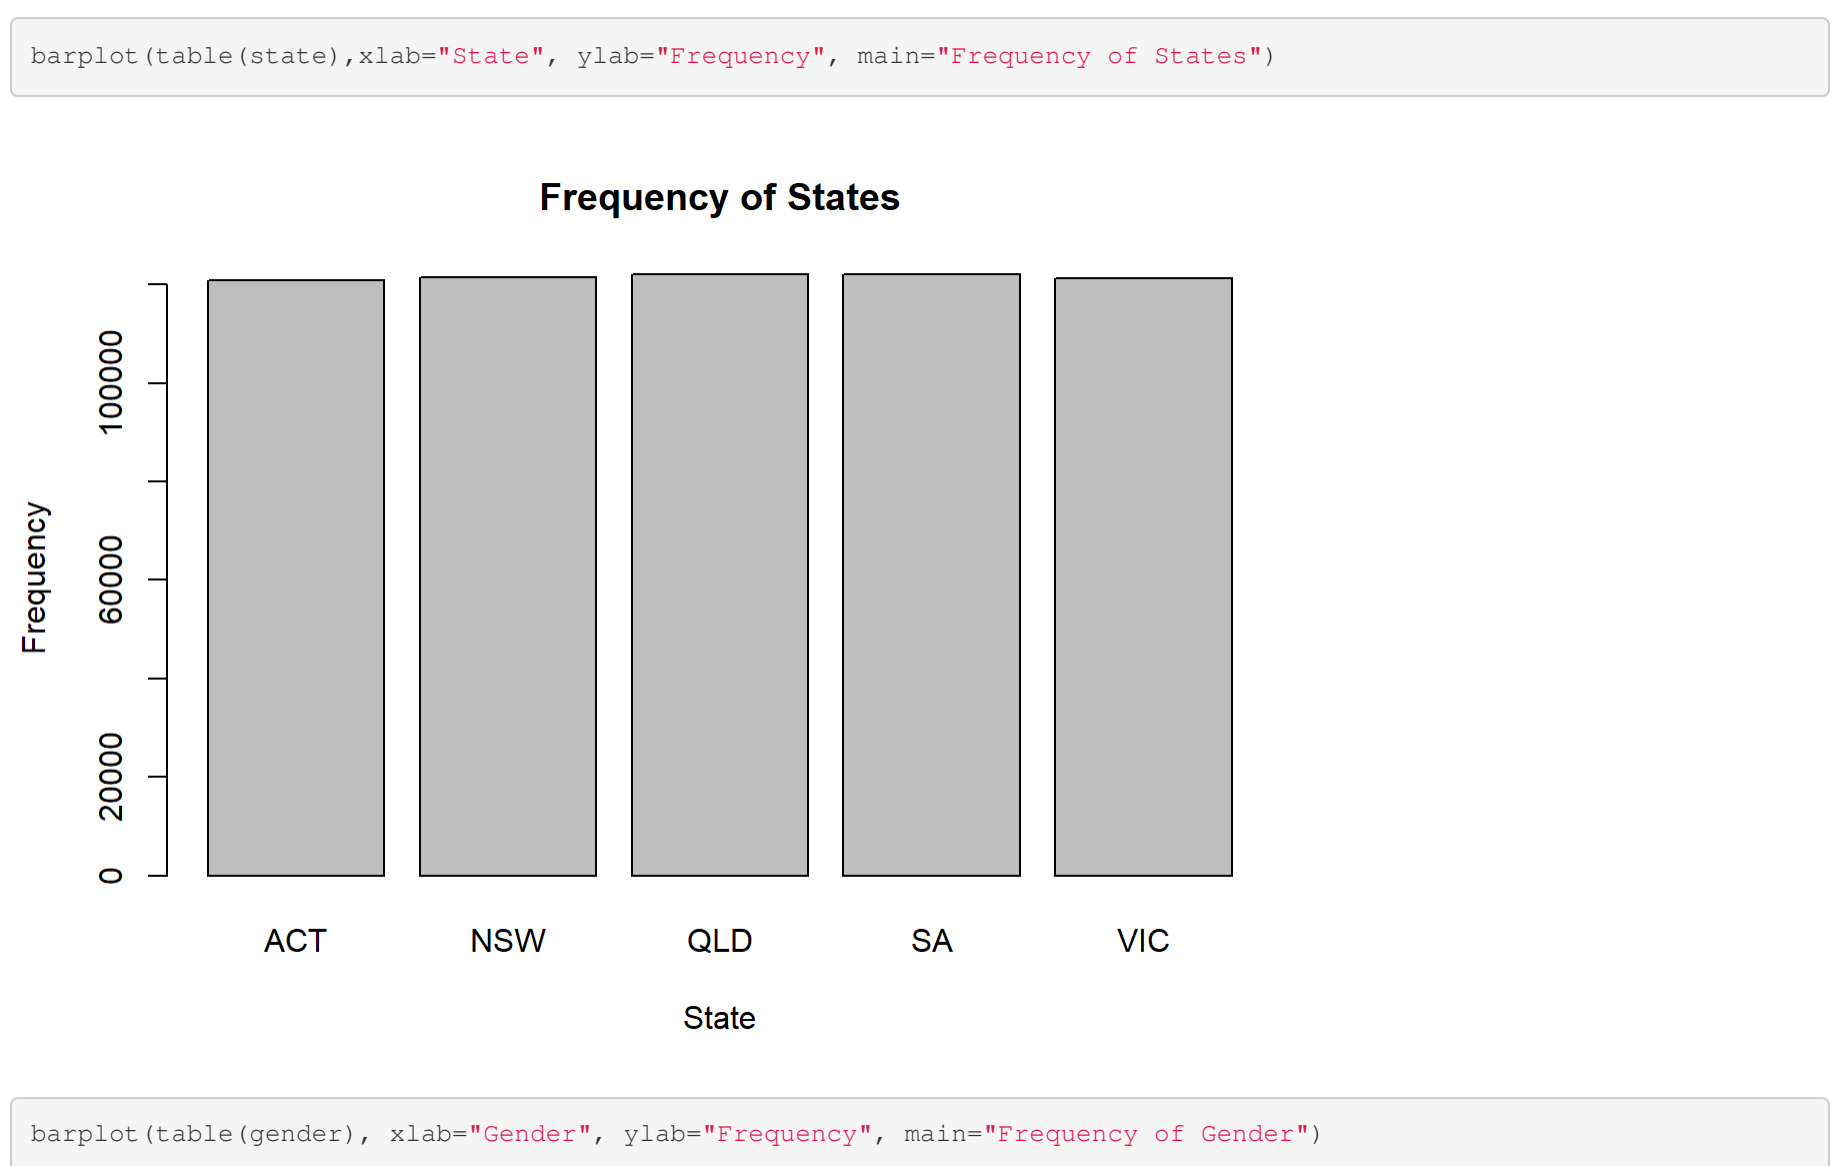 barplot(table(state),xlab="State", ylab="Frequency", main="Frequency of States")
Frequency of States
Frequency
100000
60000
20000
0
ACT NSW QLD SA VIC
State
barplot(table(gender), xlab="Gender", ylab="Frequency", main="Frequency of Gender")